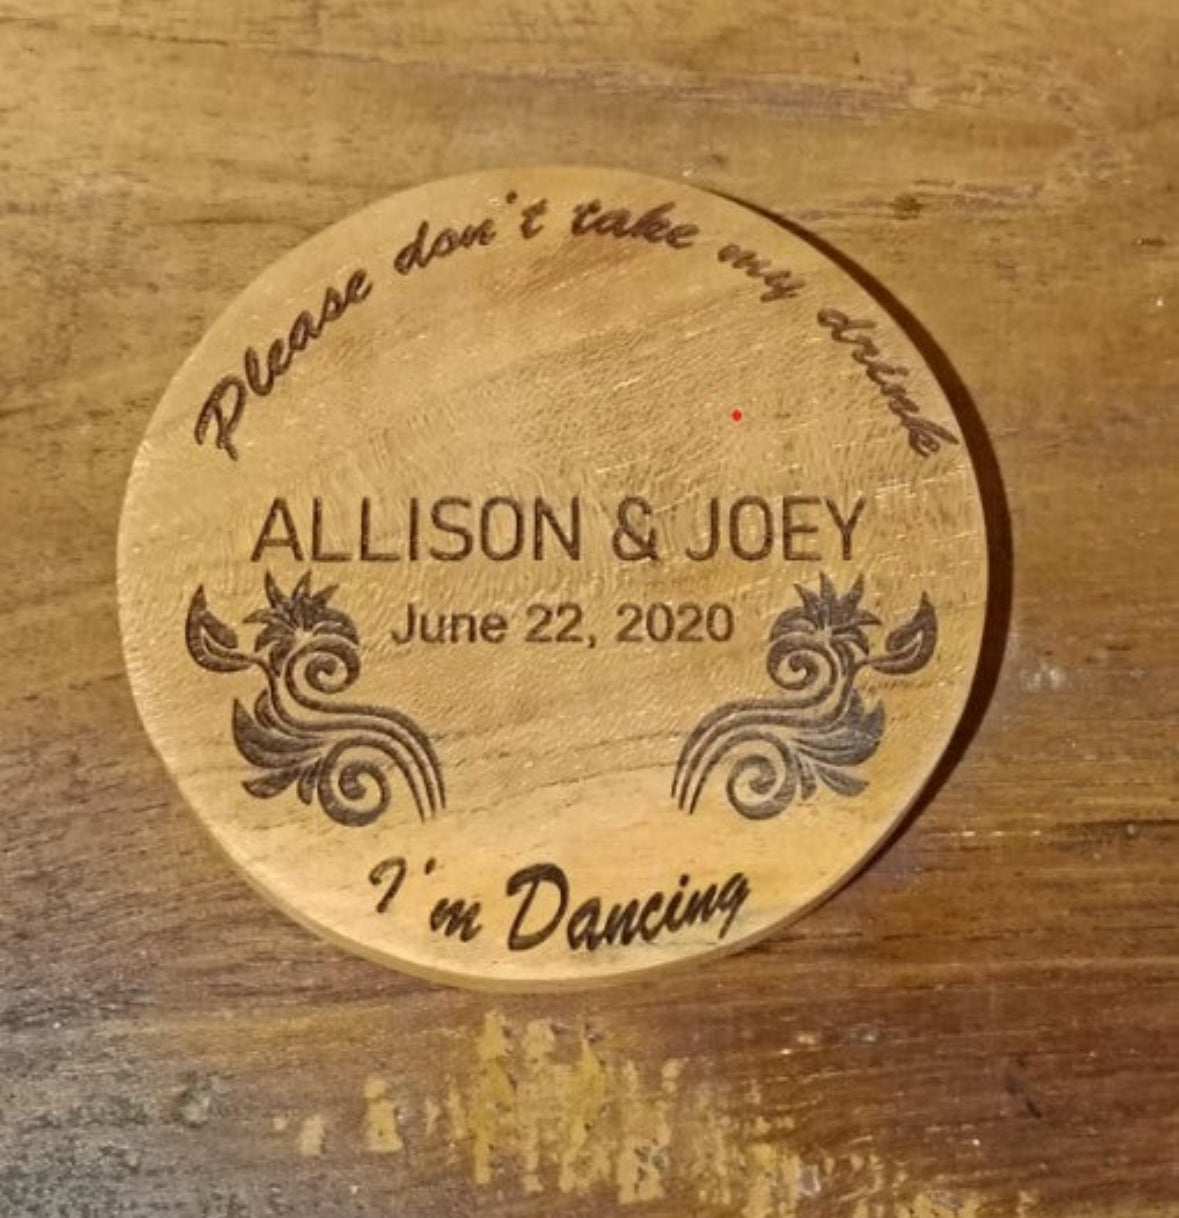 Please don't take my drink
ALLISON & JOEY
June 22, 2020
I'm Dancing